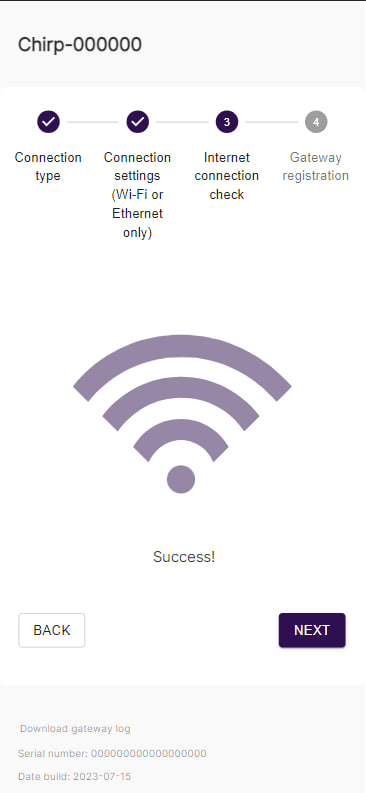 Chirp-000000
3
4
Connection
type
Connection
settings
(Wi-Fi or
Ethernet
only)
Internet
connection
check
Gateway
registration
Success!
BACK
NEXT
Download gateway log
Serial number: 000000000000000000
Date build: 2023-07-15